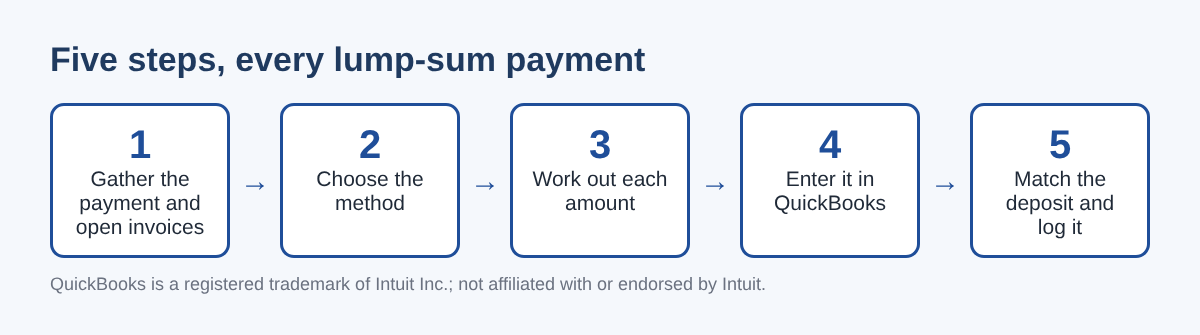 Five steps, every lump-sum payment
1
Gather the
payment and
open invoices
→
2
Choose the
method
→
3
Work out each
amount
→
4
Enter it in
QuickBooks
→
5
Match the
deposit and
log it
QuickBooks is a registered trademark of Intuit Inc.; not affiliated with or endorsed by Intuit.